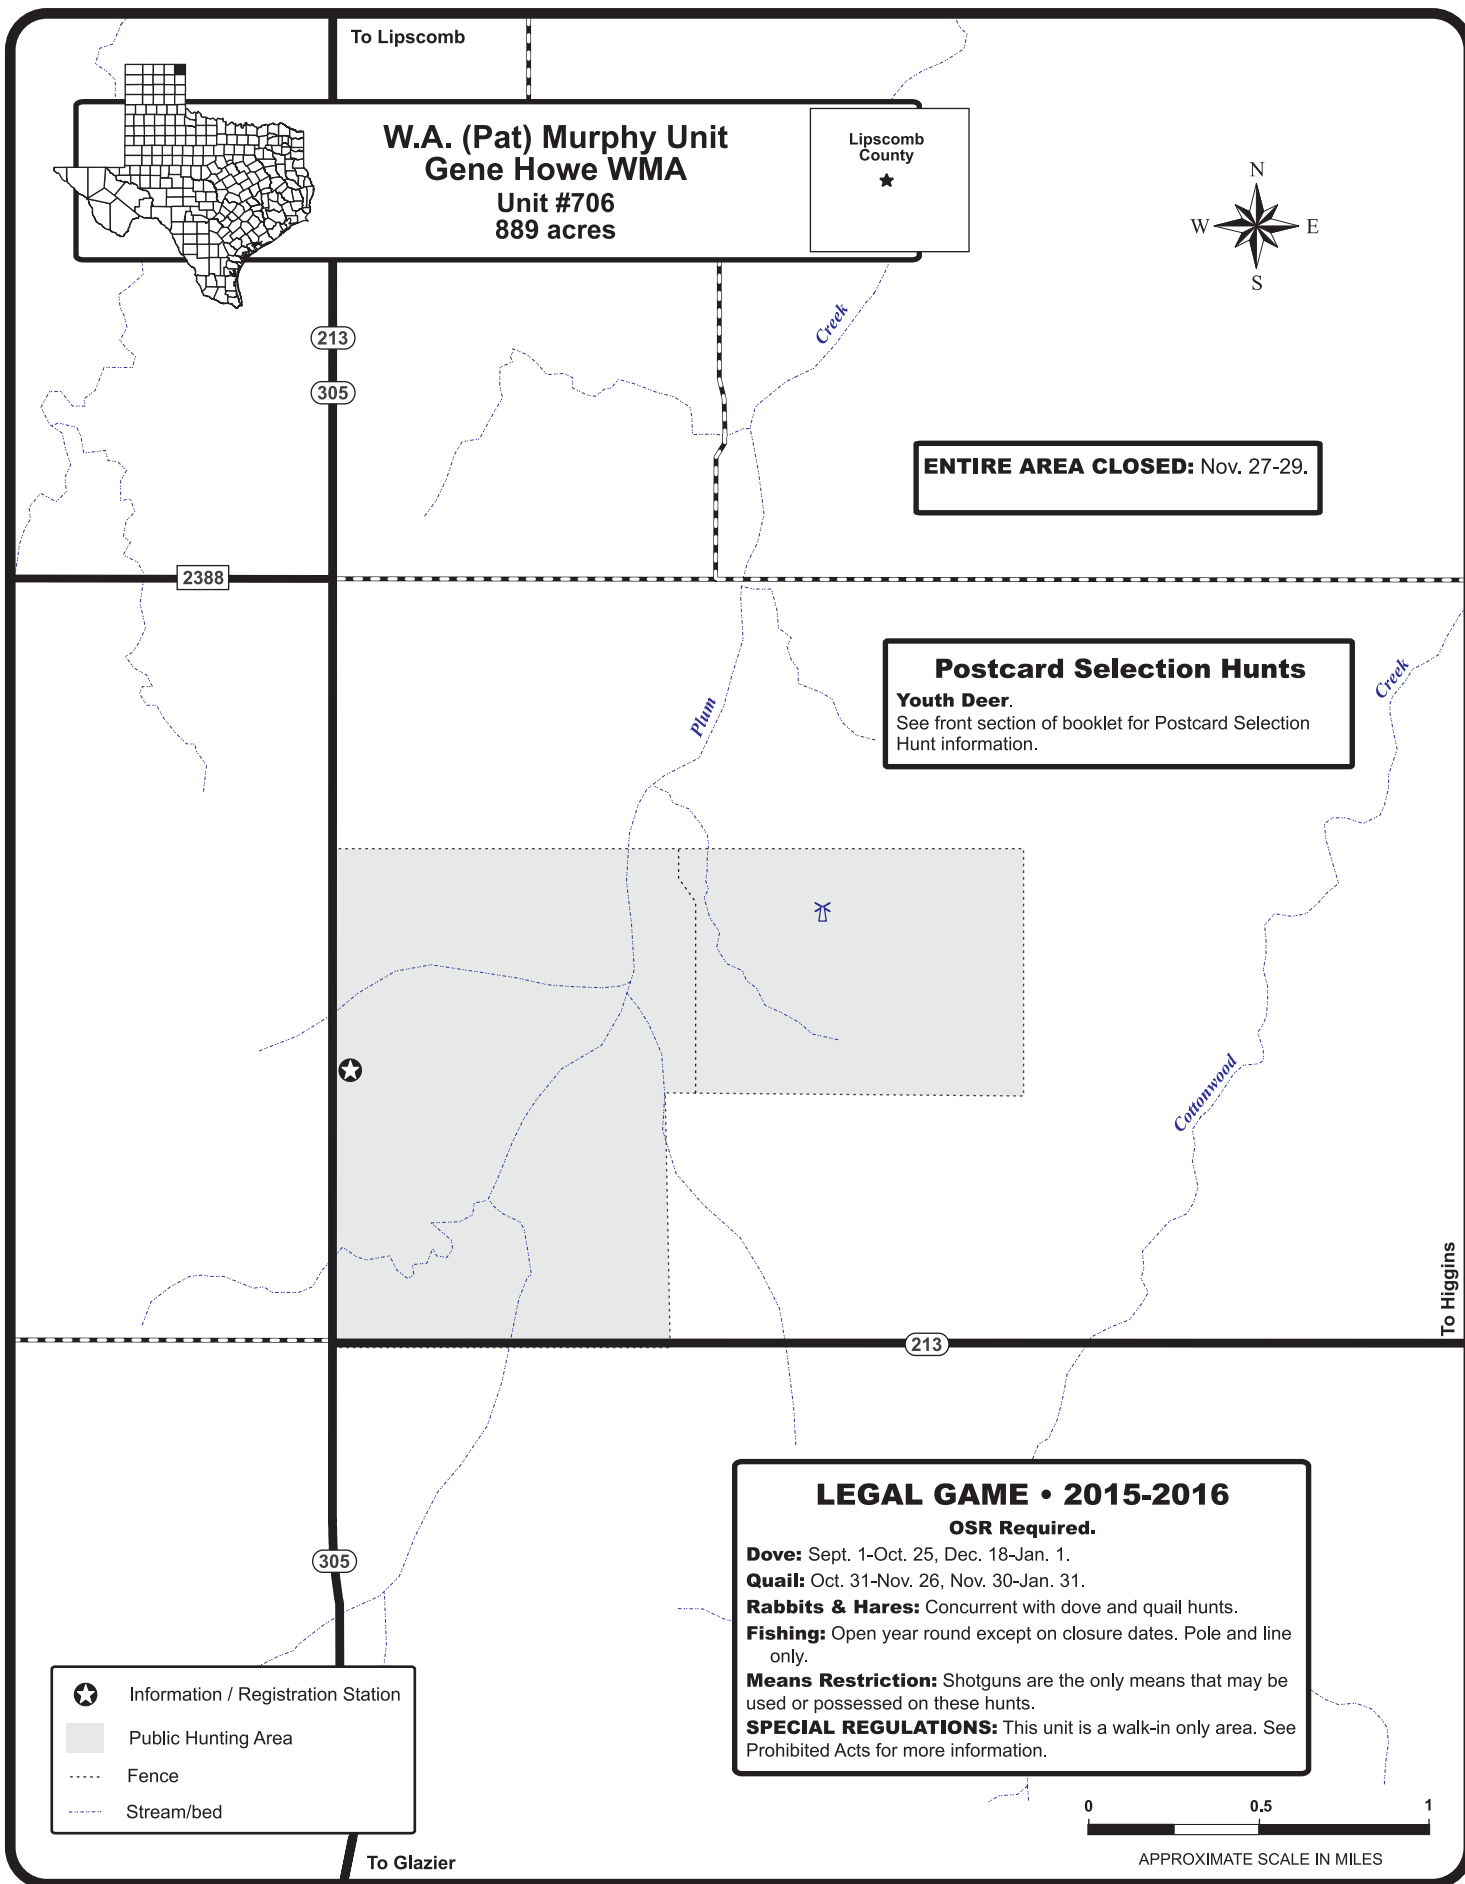 To Lipscomb
W.A. (Pat) Murphy Unit
Gene Howe WMA
Unit #706
889 acres
Lipscomb
County
N
W
E
S
213
305
Creek
ENTIRE AREA CLOSED: Nov. 27-29.
2388
Postcard Selection Hunts
Youth Deer.
See front section of booklet for Postcard Selection
Hunt information.
Creek
Plum
Cottonwood
To Higgins
213
305
LEGAL GAME • 2015-2016
OSR Required.
Dove: Sept. 1-Oct. 25, Dec. 18-Jan. 1.
Quail: Oct. 31-Nov. 26, Nov. 30-Jan. 31.
Rabbits & Hares: Concurrent with dove and quail hunts.
Fishing: Open year round except on closure dates. Pole and line
only.
Means Restriction: Shotguns are the only means that may be
used or possessed on these hunts.
SPECIAL REGULATIONS: This unit is a walk-in only area. See
Prohibited Acts for more information.
Information / Registration Station
Public Hunting Area
Fence
Stream/bed
To Glazier
0 0.5 1
APPROXIMATE SCALE IN MILES